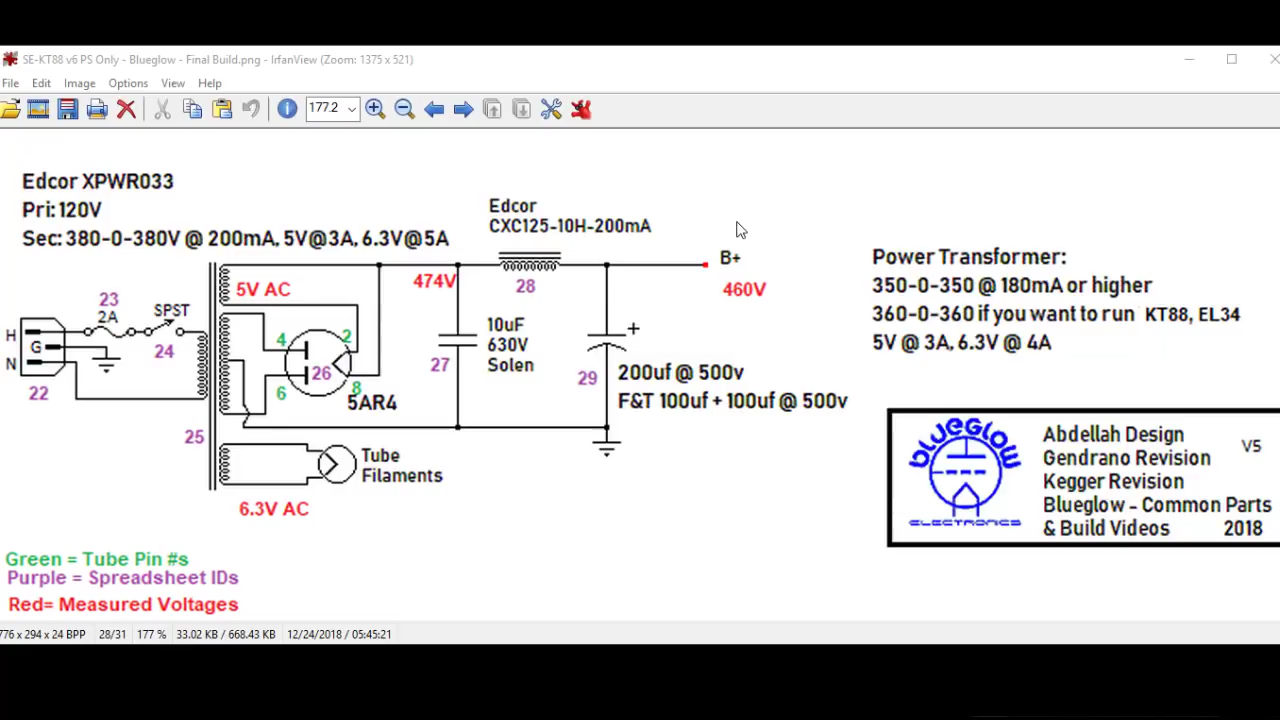 SE-KT88 v6 PS Only - Blueglow - Final Build.png - IrfanView (Zoom: 1375 x 521)
File Edit Image Options View Help
177.2
Edcor XPWR033
Pri: 120V
Sec: 380-0-380V @ 200mA, 5V@3A, 6.3V@5A
Edcor
CXC125-10H-200mA
B+
460V
474V
28
5V AC
23
2A
SPST
24
H
G
N
22
4
2
26
6
8
5AR4
25
10uF
630V
Solen
27
+
29
200uf @ 500v
F&T 100uf + 100uf @ 500v
Tube
Filaments
6.3V AC
Power Transformer:
350-0-350 @ 180mA or higher
360-0-360 if you want to run KT88, EL34
5V @ 3A, 6.3V @ 4A
BLUEGLOW
ELECTRONICS
Abdellah Design V5
Gendrano Revision
Kegger Revision
Blueglow - Common Parts
& Build Videos 2018
Green = Tube Pin #s
Purple = Spreadsheet IDs
Red= Measured Voltages
776 x 294 x 24 BPP 28/31 177 % 33.02 KB / 668.43 KB 12/24/2018 / 05:45:21